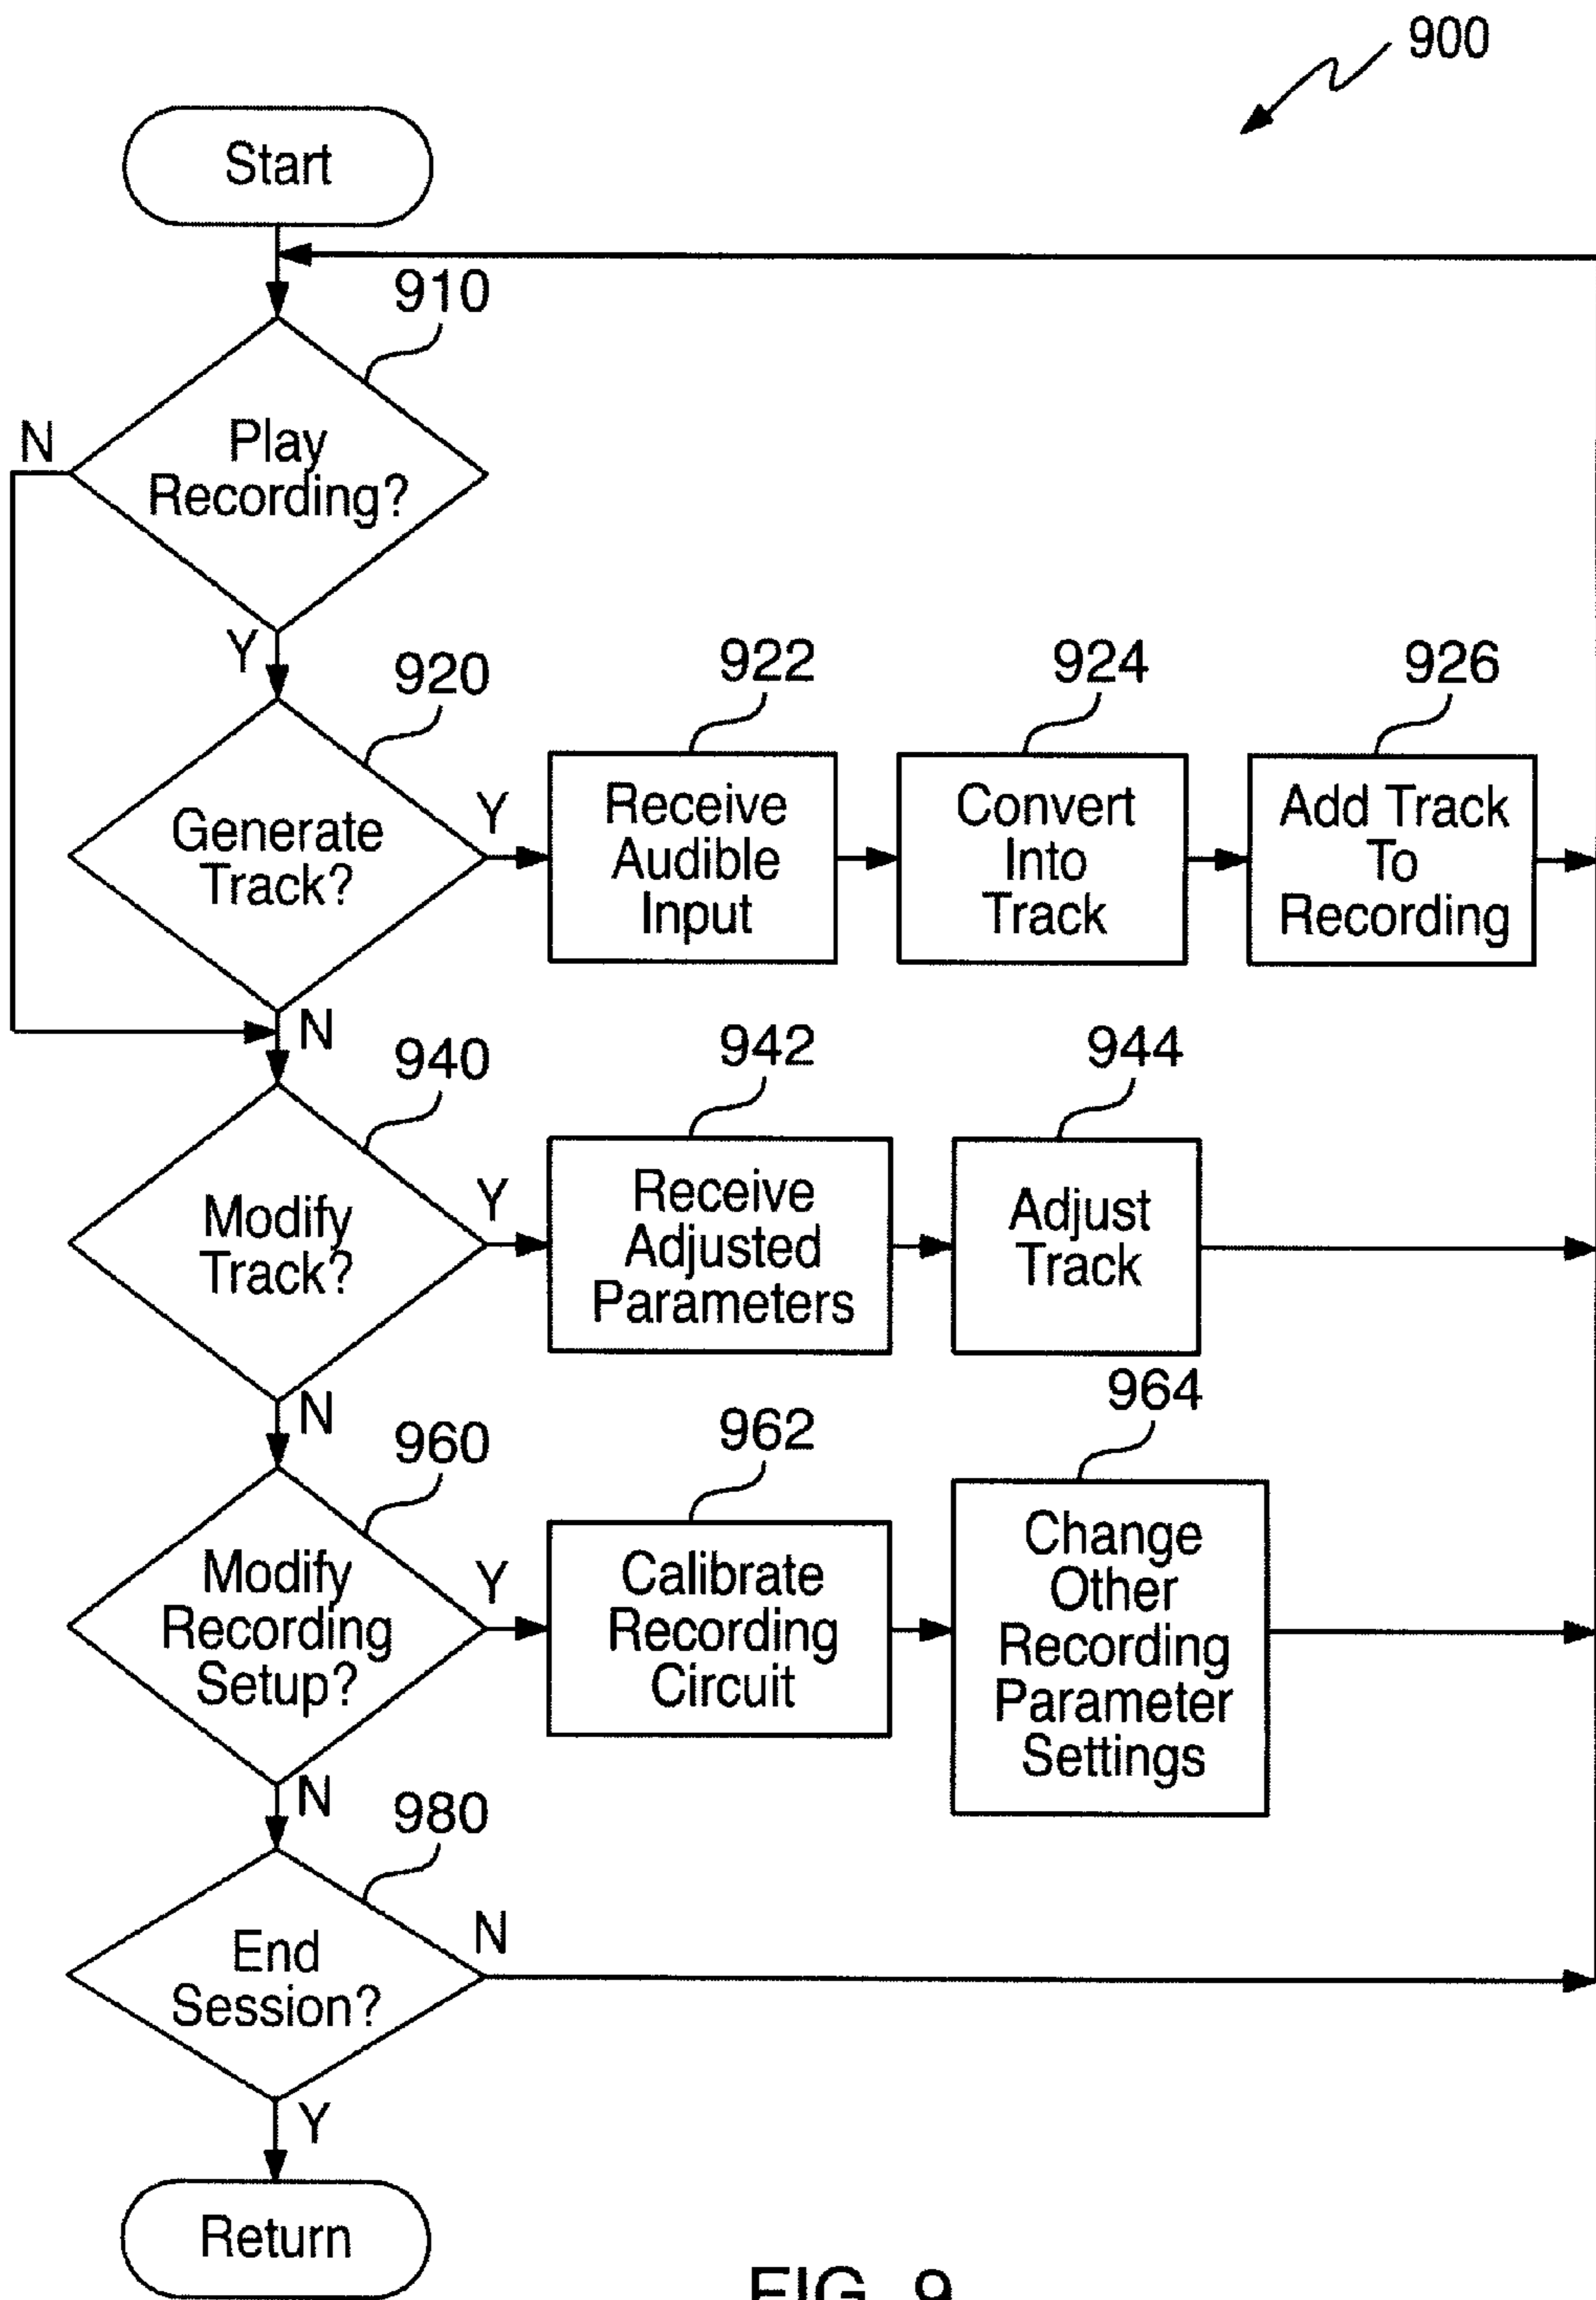 900
Start
910
N
Play
Recording?
Y
920
922
924
926
Generate
Track?
Y
Receive
Audible
Input
Convert
Into
Track
Add Track
To
Recording
N
940
942
944
Modify
Track?
Y
Receive
Adjusted
Parameters
Adjust
Track
N
960
962
964
Modify
Recording
Setup?
Y
Calibrate
Recording
Circuit
Change
Other
Recording
Parameter
Settings
N
980
End
Session?
N
Y
Return
FIG. 9